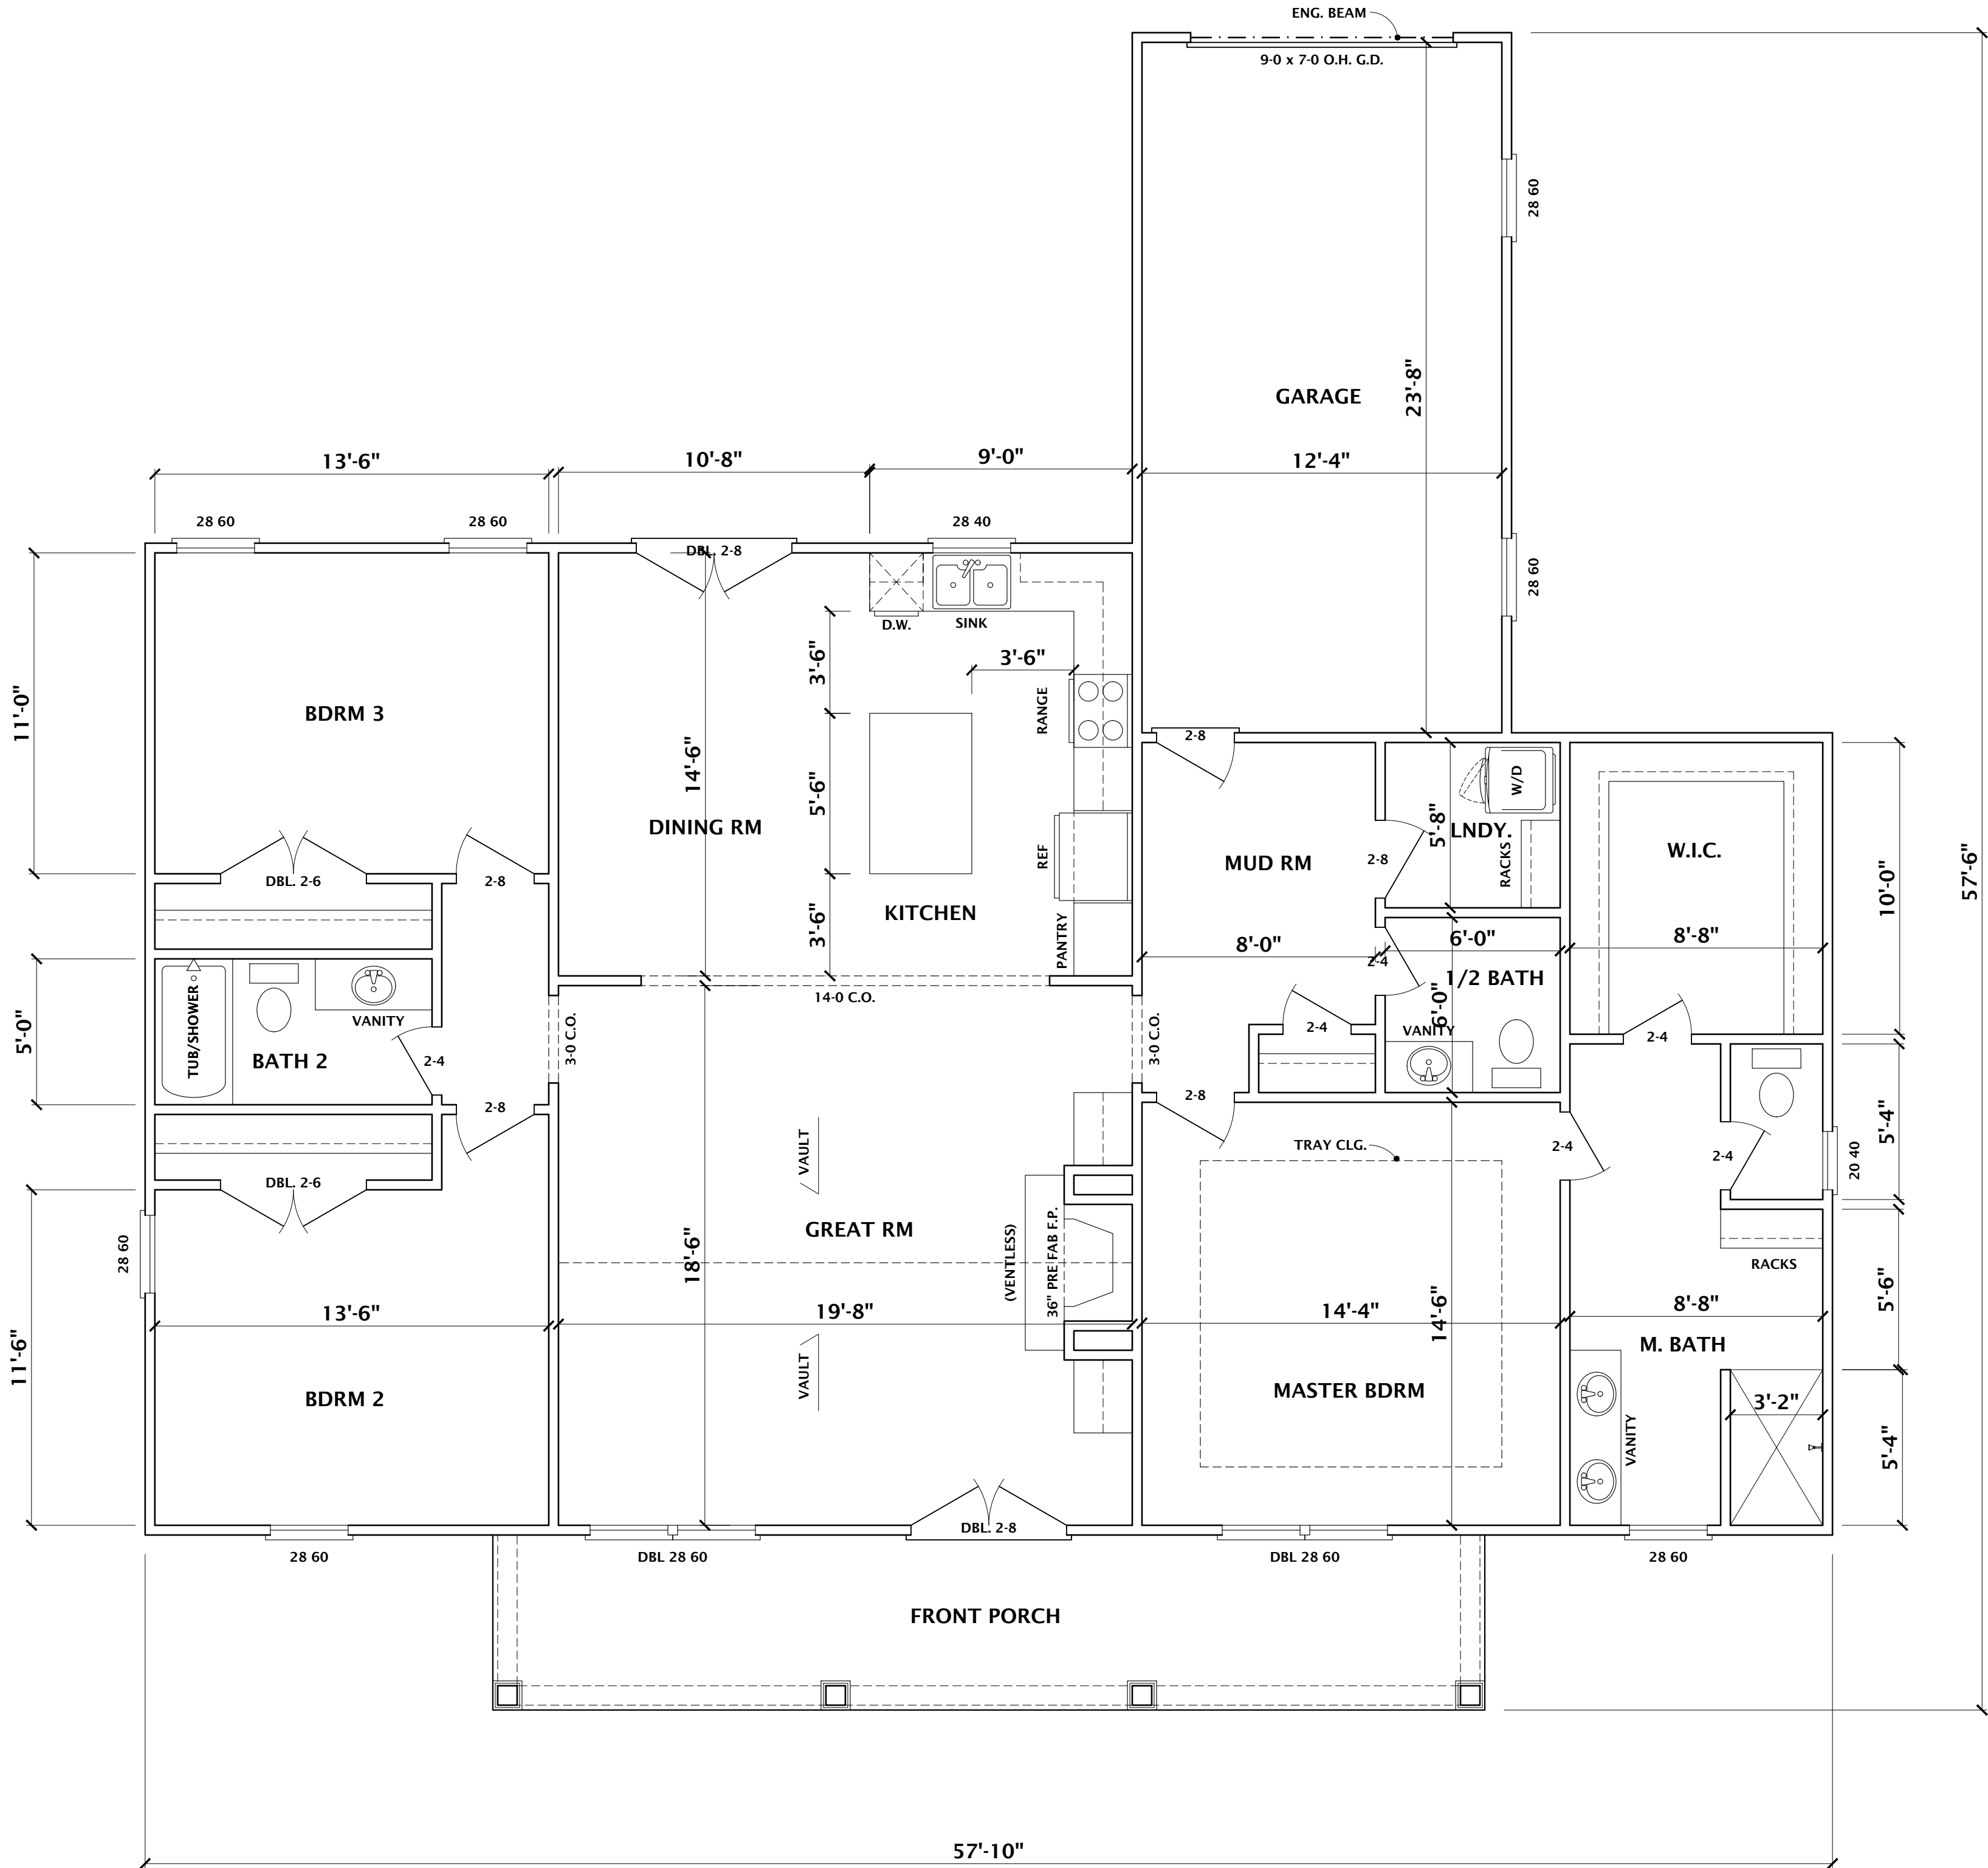 ENG. BEAM
9-0 x 7-0 O.H. G.D.
28 60
23'-8"
GARAGE
13'-6"
10'-8"
9'-0"
12'-4"
28 60
28 60
28 40
28 60
DBL. 2-8
D.W.
SINK
3'-6"
3'-6"
RANGE
11'-0"
BDRM 3
2-8
14'-6"
5'-6"
W/D
DINING RM
5'-8"
LNDY.
MUD RM
2-8
REF
RACKS
W.I.C.
57'-6"
DBL. 2-6
2-8
10'-0"
KITCHEN
3'-6"
PANTRY
8'-0"
6'-0"
8'-8"
2-4
1/2 BATH
14-0 C.O.
6'-0"
5'-0"
TUB/SHOWER
VANITY
BATH 2
2-4
3-0 C.O.
3-0 C.O.
2-4
VANITY
2-4
2-8
2-8
5'-4"
VAULT
TRAY CLG.
2-4
2-4
20 40
DBL. 2-6
28 60
GREAT RM
18'-6"
(VENTLESS)
36" PRE FAB F.P.
RACKS
5'-6"
13'-6"
19'-8"
14'-4"
14'-6"
8'-8"
11'-6"
M. BATH
VAULT
BDRM 2
MASTER BDRM
3'-2"
VANITY
5'-4"
DBL. 2-8
28 60
DBL 28 60
DBL 28 60
28 60
FRONT PORCH
57'-10"